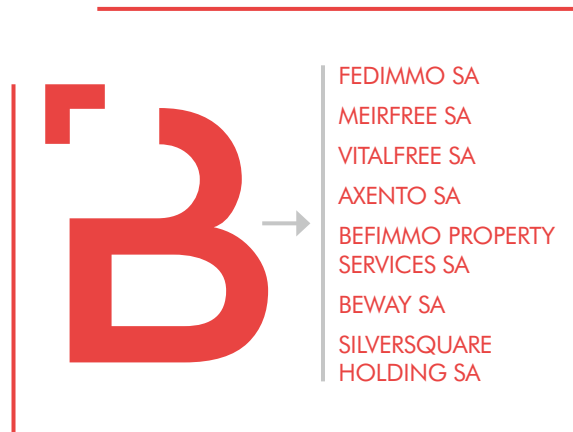 B
FEDIMMO SA
MEIRFREE SA
VITALFREE SA
AXENTO SA
BEFIMMO PROPERTY
SERVICES SA
BEWAY SA
SILVERSQUARE
HOLDING SA